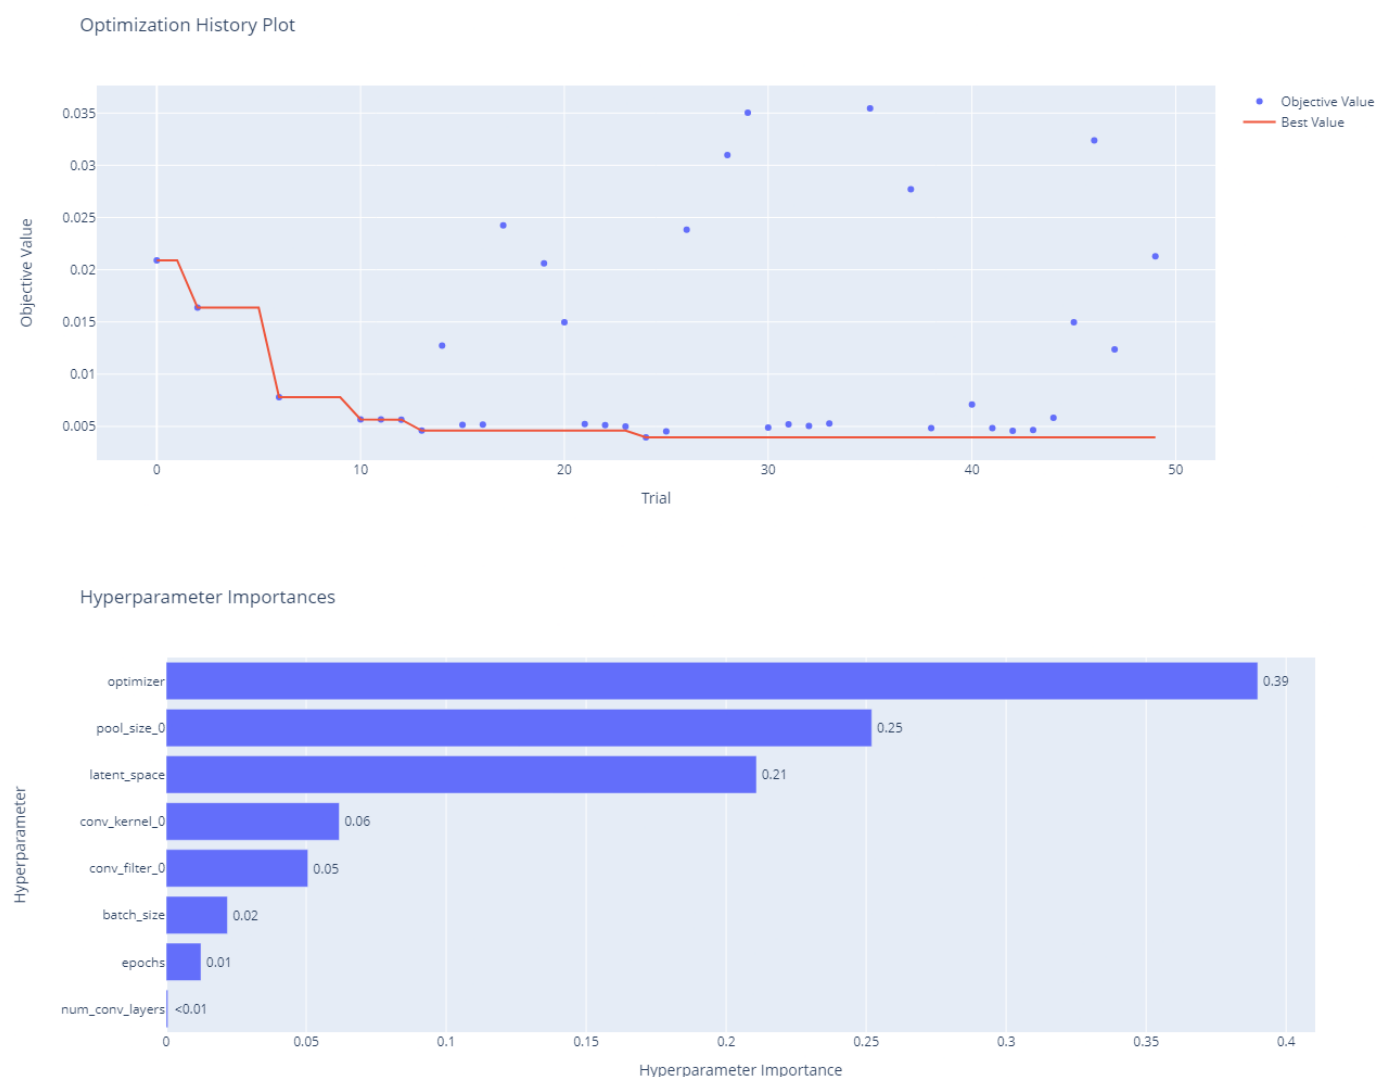 Optimization History Plot
Objective Value
Best Value
0.035
0.03
0.025
0.02
0.015
0.01
0.005
Objective Value
0 10 20 30 40 50
Trial
Hyperparameter Importances
optimizer 0.39
pool_size_0 0.25
latent_space 0.21
conv_kernel_0 0.06
conv_filter_0 0.05
batch_size 0.02
epochs 0.01
num_conv_layers <0.01
Hyperparameter
0 0.05 0.1 0.15 0.2 0.25 0.3 0.35 0.4
Hyperparameter Importance